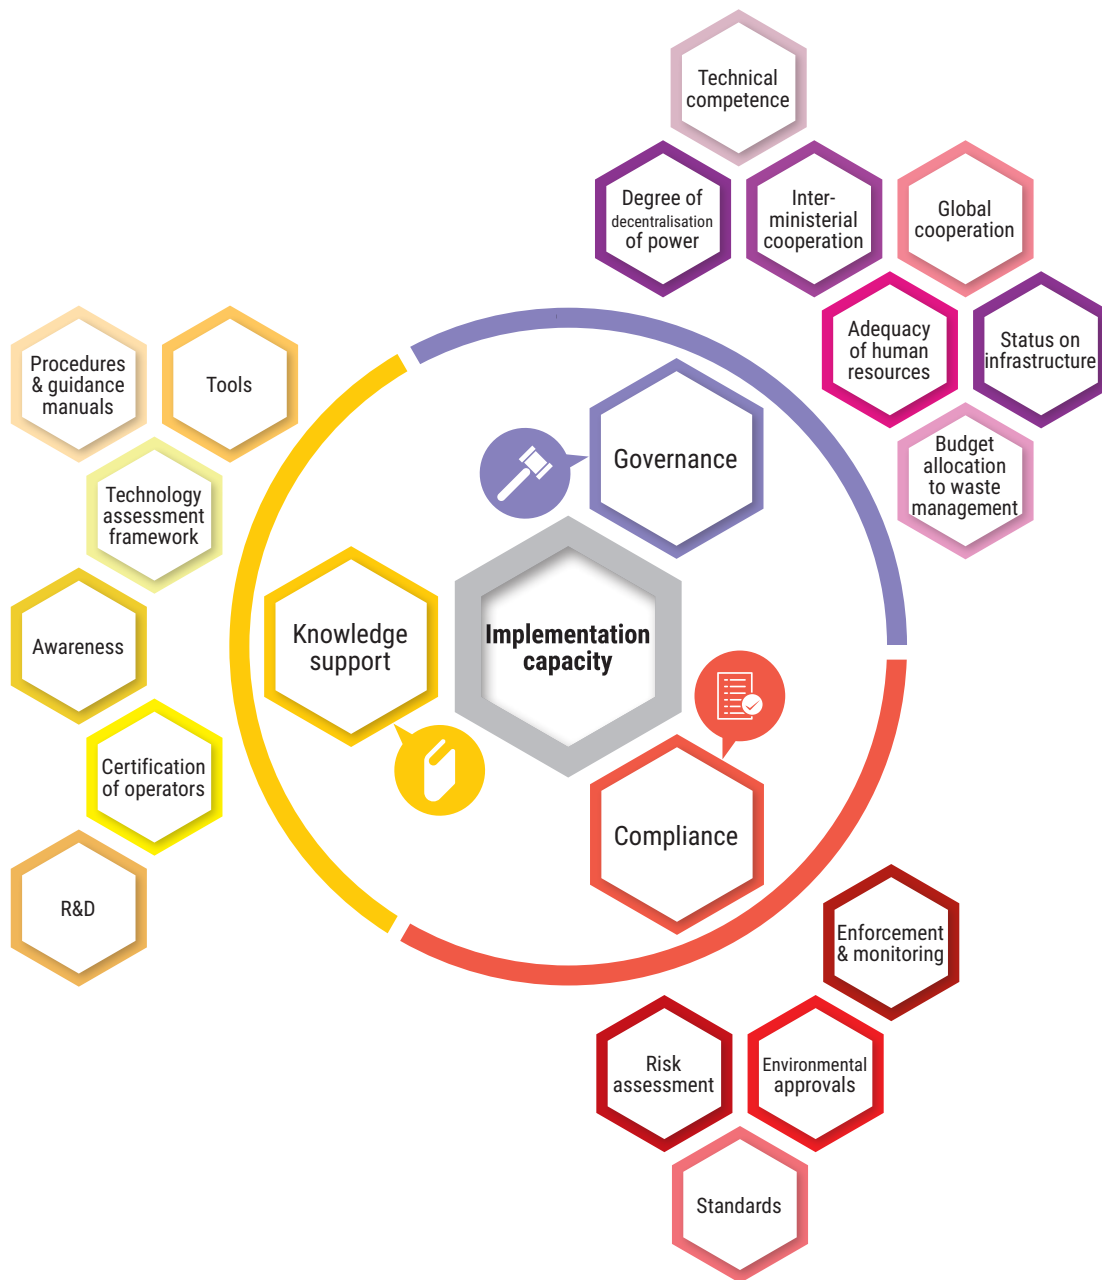 Technical
competence
Degree of
decentralisation
of power
Inter-
ministerial
cooperation
Global
cooperation
Adequacy
of human
resources
Status on
infrastructure
Budget
allocation
to waste
management
Procedures
& guidance
manuals
Tools
Technology
assessment
framework
Awareness
Certification
of operators
R&D
Governance
Knowledge
support
Implementation
capacity
Compliance
Enforcement
& monitoring
Risk
assessment
Environmental
approvals
Standards